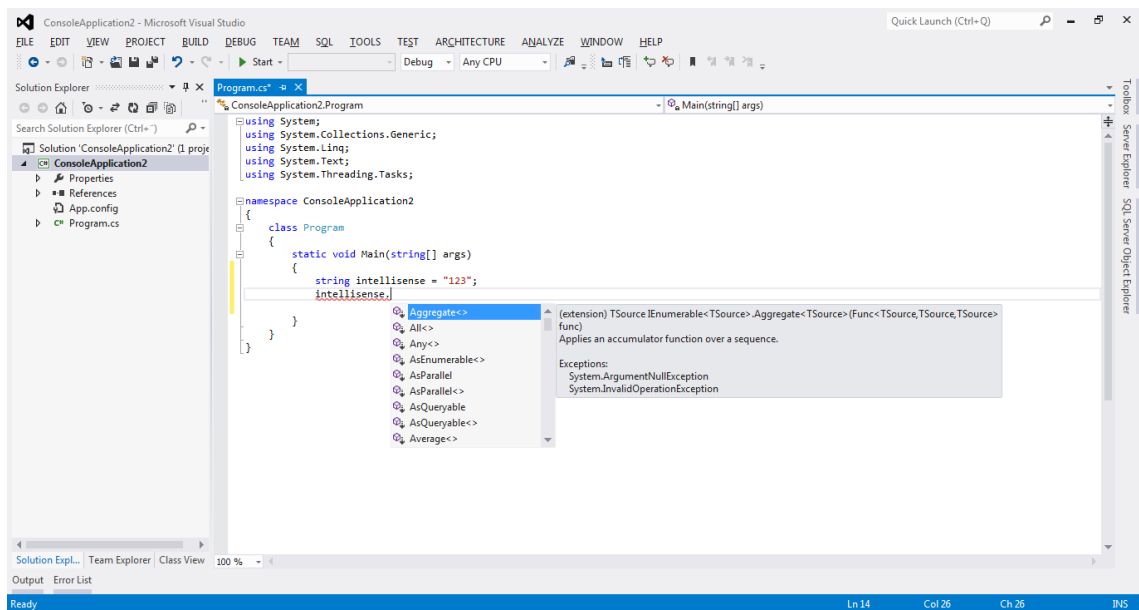 ConsoleApplication2 - Microsoft Visual Studio
Quick Launch (Ctrl+Q)
FILE EDIT VIEW PROJECT BUILD DEBUG TEAM SQL TOOLS TEST ARCHITECTURE ANALYZE WINDOW HELP
Start Debug Any CPU
Solution Explorer
Search Solution Explorer (Ctrl+¨)
Solution 'ConsoleApplication2' (1 proje
C# ConsoleApplication2
Properties
References
App.config
C# Program.cs
Solution Expl... Team Explorer Class View
Program.cs*
ConsoleApplication2.Program
Main(string[] args)
using System;
using System.Collections.Generic;
using System.Linq;
using System.Text;
using System.Threading.Tasks;
namespace ConsoleApplication2
{
class Program
{
static void Main(string[] args)
{
string intellisense = "123";
intellisense.
}
}
}
Aggregate<>
All<>
Any<>
AsEnumerable<>
AsParallel
AsParallel<>
AsQueryable
AsQueryable<>
Average<>
(extension) TSource IEnumerable<TSource>.Aggregate<TSource>(Func<TSource,TSource,TSource>
func)
Applies an accumulator function over a sequence.
Exceptions:
System.ArgumentNullException
System.InvalidOperationException
100 %
Toolbox
Server Explorer
SQL Server Object Explorer
Output Error List
Ready Ln 14 Col 26 Ch 26 INS